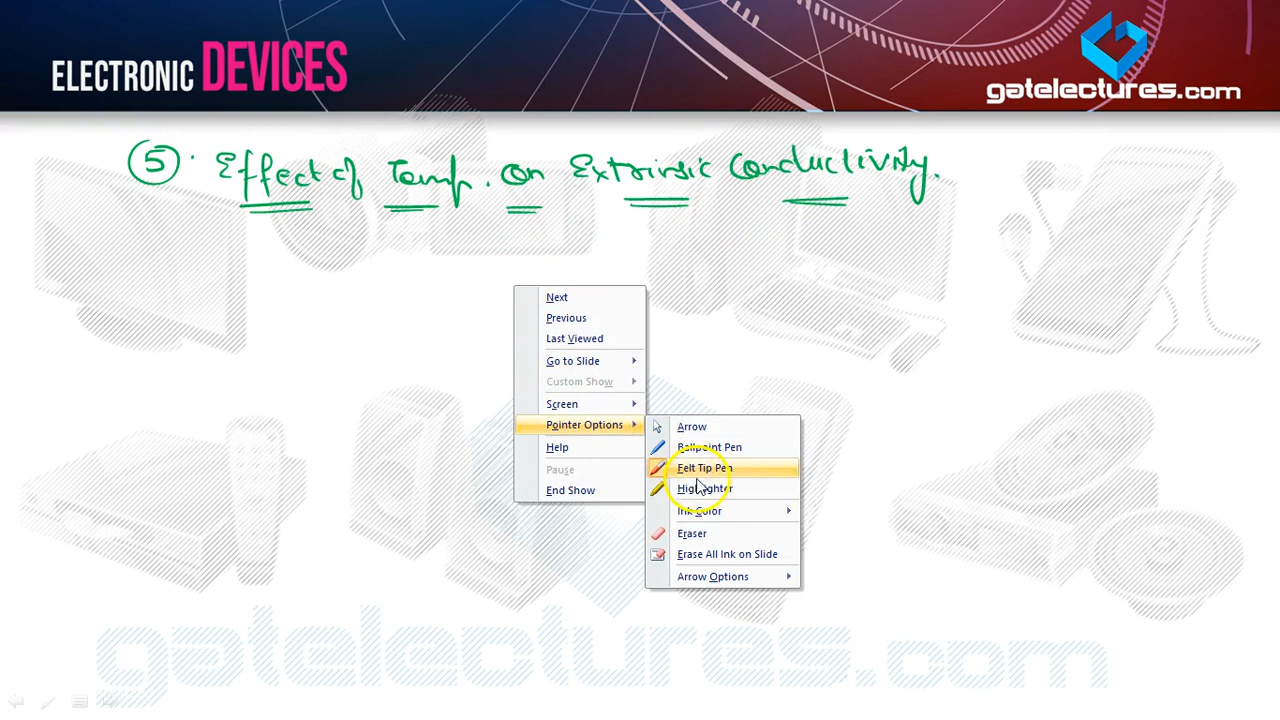 ELECTRONIC DEVICES
gatelectures.com
5. Effect of Temp. on Extrinsic Conductivity.
Next
Previous
Last Viewed
Go to Slide
Custom Show
Screen
Pointer Options
Help
Pause
End Show
Arrow
Ballpoint Pen
Felt Tip Pen
Highlighter
Ink Color
Eraser
Erase All Ink on Slide
Arrow Options
gatelectures.com